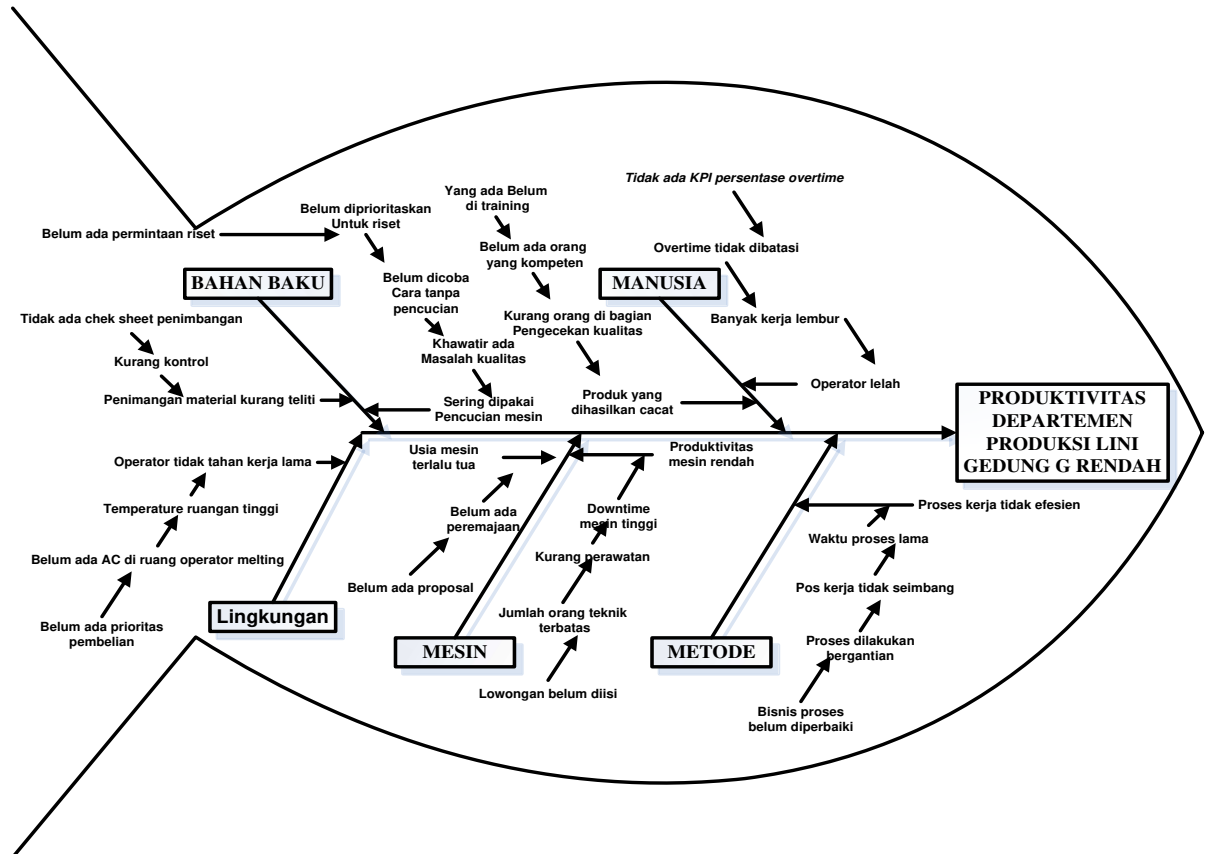 Tidak ada KPI persentase overtime
Yang ada Belum
di training
Belum diprioritaskan
Untuk riset
Belum ada permintaan riset
Belum ada orang
yang kompeten
Overtime tidak dibatasi
BAHAN BAKU
Belum dicoba
Cara tanpa
pencucian
MANUSIA
Tidak ada chek sheet penimbangan
Kurang orang di bagian
Pengecekan kualitas
Banyak kerja lembur
Khawatir ada
Masalah kualitas
Kurang kontrol
Operator lelah
Penimangan material kurang teliti
Sering dipakai
Pencucian mesin
Produk yang
dihasilkan cacat
PRODUKTIVITAS
DEPARTEMEN
PRODUKSI LINI
GEDUNG G RENDAH
Operator tidak tahan kerja lama
Usia mesin
terlalu tua
Produktivitas
mesin rendah
Temperature ruangan tinggi
Belum ada
peremajaan
Downtime
mesin tinggi
Proses kerja tidak efesien
Waktu proses lama
Belum ada AC di ruang operator melting
Kurang perawatan
Belum ada proposal
Pos kerja tidak seimbang
Lingkungan
Jumlah orang teknik
terbatas
Belum ada prioritas
pembelian
MESIN
METODE
Proses dilakukan
bergantian
Lowongan belum diisi
Bisnis proses
belum diperbaiki